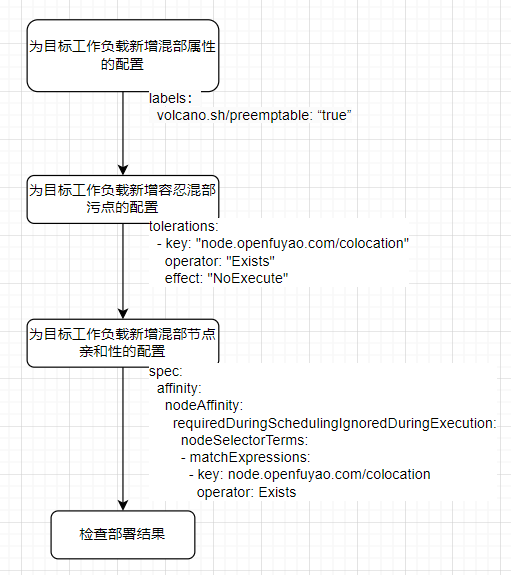 为目标工作负载新增混部属性
的配置
labels:
volcano.sh/preemptable: “true”
为目标工作负载新增容忍混部
污点的配置
tolerations:
- key: "node.openfuyao.com/colocation"
operator: "Exists"
effect: "NoExecute"
为目标工作负载新增混部节点
亲和性的配置
spec:
affinity:
nodeAffinity:
requiredDuringSchedulingIgnoredDuringExecution:
nodeSelectorTerms:
- matchExpressions:
- key: node.openfuyao.com/colocation
operator: Exists
检查部署结果